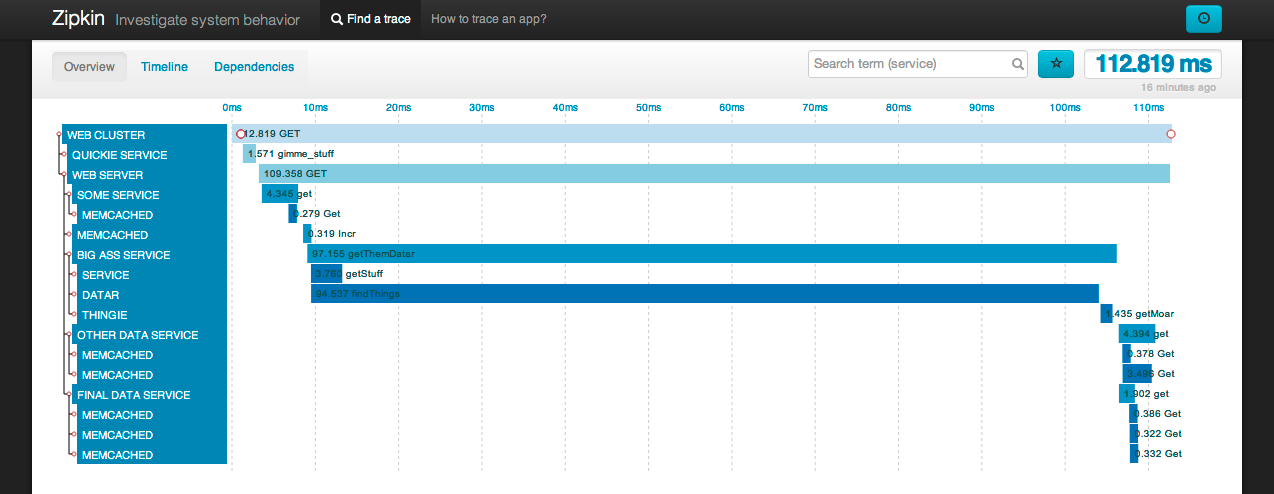 Zipkin Investigate system behavior Find a trace How to trace an app?
Overview Timeline Dependencies Search term (service) 112.819 ms
16 minutes ago
0ms 10ms 20ms 30ms 40ms 50ms 60ms 70ms 80ms 90ms 100ms 110ms
WEB CLUSTER 12.819 GET
QUICKIE SERVICE 1.571 gimme_stuff
WEB SERVER 109.358 GET
SOME SERVICE 4.345 get
MEMCACHED 0.279 Get
MEMCACHED 0.319 Incr
BIG ASS SERVICE 97.155 getThemDatar
SERVICE 3.760 getStuff
DATAR 94.537 findThings
THINGIE 1.435 getMoar
OTHER DATA SERVICE 4.394 get
MEMCACHED 0.378 Get
MEMCACHED 3.496 Get
FINAL DATA SERVICE 1.902 get
MEMCACHED 0.386 Get
MEMCACHED 0.322 Get
MEMCACHED 0.332 Get